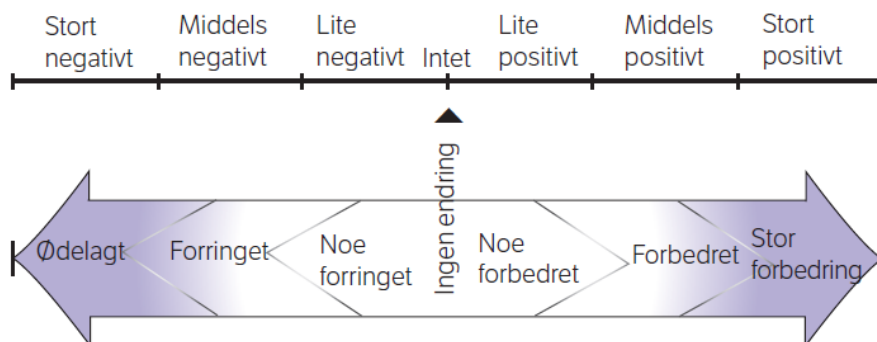 Stort
negativt
Middels
negativt
Lite
negativt
Intet
Lite
positivt
Middels
positivt
Stort
positivt
Ødelagt
Forringet
Noe
forringet
Ingen endring
Noe
forbedret
Forbedret
Stor
forbedring